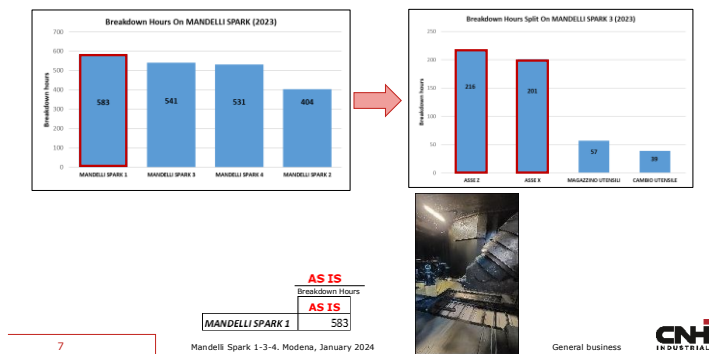 Breakdown Hours On MANDELLI SPARK (2023)
Breakdown hours
700
600
500
400
300
200
100
0
583
541
531
404
MANDELLI SPARK 1
MANDELLI SPARK 3
MANDELLI SPARK 4
MANDELLI SPARK 2
Breakdown Hours Split On MANDELLI SPARK 3 (2023)
Breakdown hours
250
200
150
100
50
0
216
201
57
39
ASSE Z
ASSE X
MAGAZZINO UTENSILI
CAMBIO UTENSILE
AS IS
Breakdown Hours
AS IS
MANDELLI SPARK 1 583
7
Mandelli Spark 1-3-4. Modena, January 2024
General business
CNH
INDUSTRIAL